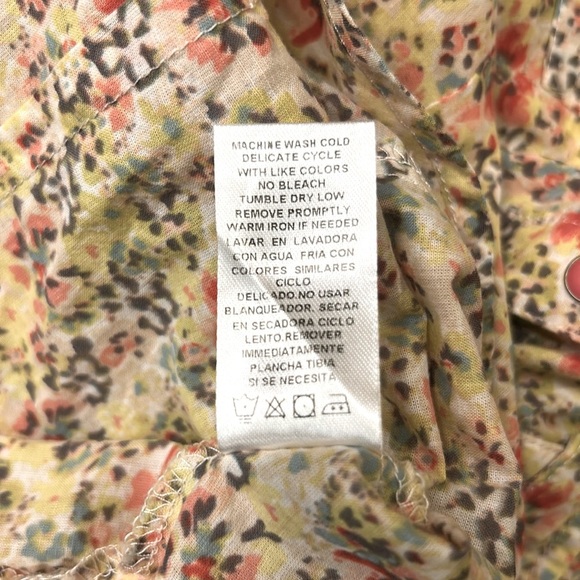 MACHINE WASH COLD
DELICATE CYCLE
WITH LIKE COLORS
NO BLEACH
TUMBLE DRY LOW
REMOVE PROMPTLY
WARM IRON IF NEEDED
LAVAR EN LAVADORA
CON AGUA FRIA CON
COLORES SIMILARES
CICLO
DELICADO.NO USAR
BLANQUEADOR. SECAR
EN SECADORA CICLO
LENTO.REMOVER
IMMEDIATAMENTE
PLANCHA TIBIA
SI SE NECESITA